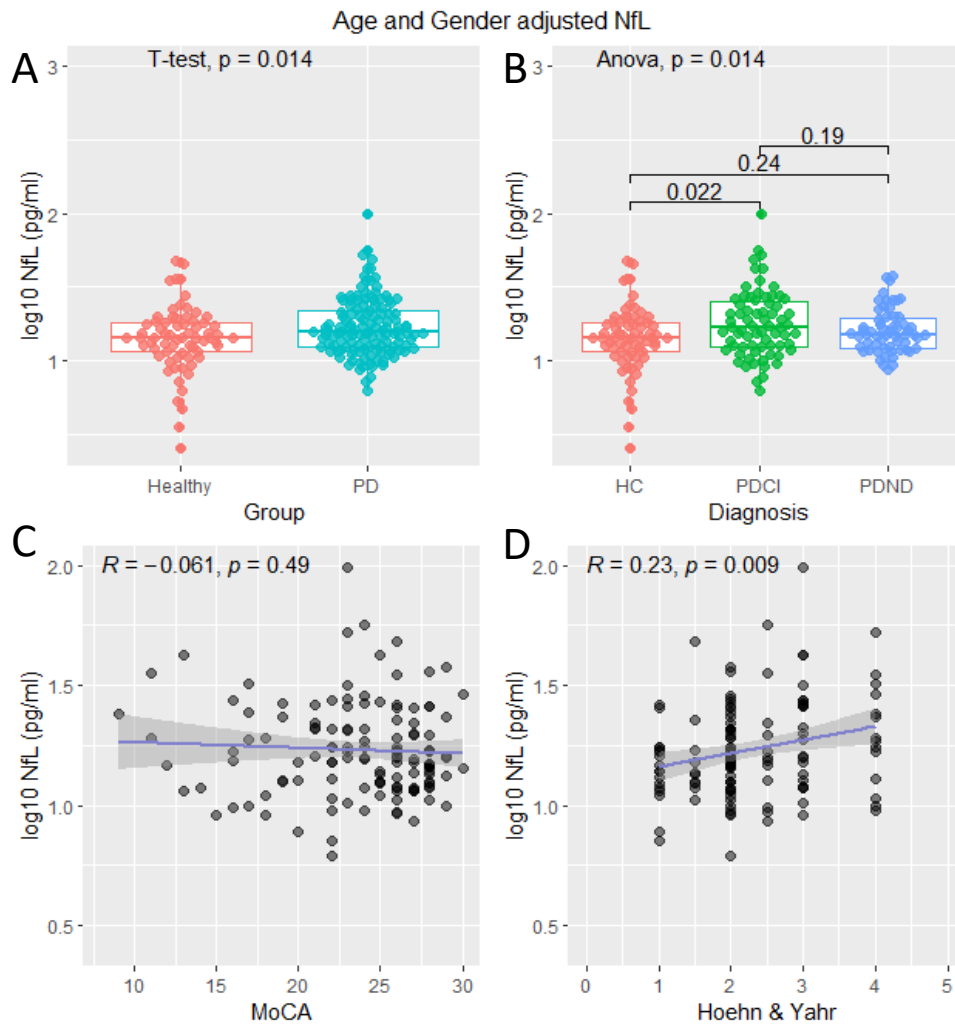 Age and Gender adjusted NfL
A
T-test, p = 0.014
3
2
1
log10 NfL (pg/ml)
Healthy
PD
Group
B
Anova, p = 0.014
3
2
1
log10 NfL (pg/ml)
0.19
0.24
0.022
HC
PDCI
PDND
Diagnosis
C
R = −0.061, p = 0.49
2.0
1.5
1.0
0.5
log10 NfL (pg/ml)
10 15 20 25 30
MoCA
D
R = 0.23, p = 0.009
2.0
1.5
1.0
0.5
log10 NfL (pg/ml)
0 1 2 3 4 5
Hoehn & Yahr